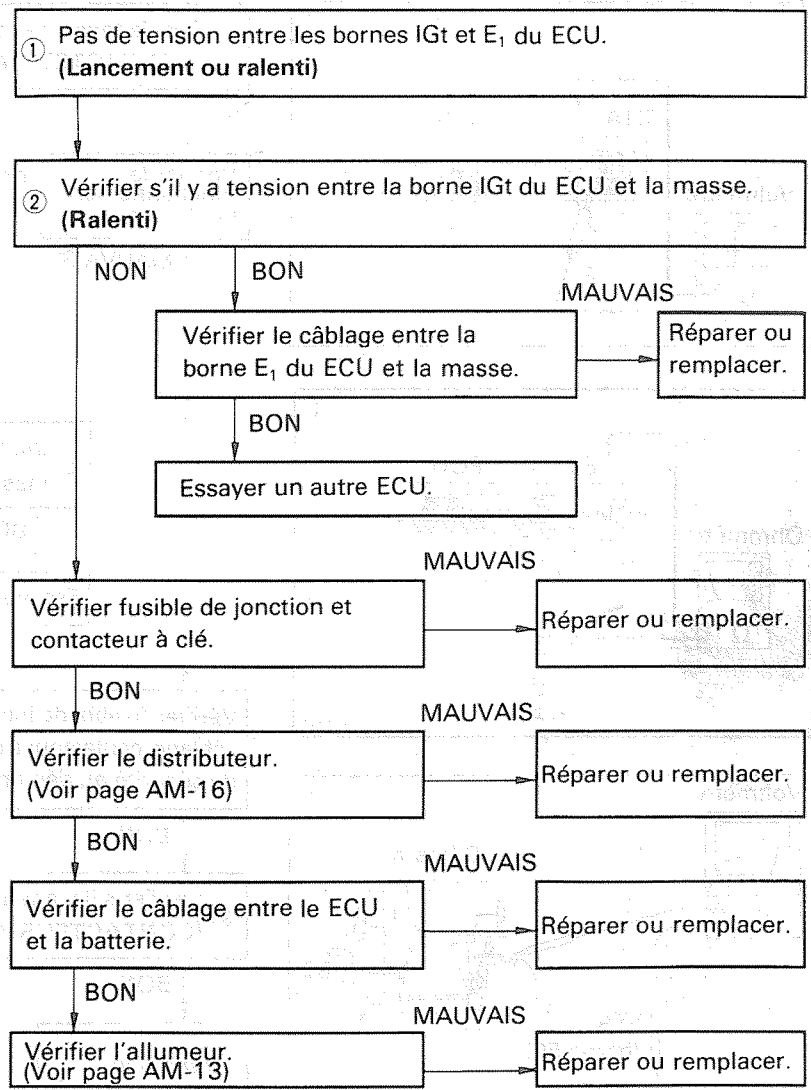 ① Pas de tension entre les bornes IGt et E₁ du ECU.
(Lancement ou ralenti)
② Vérifier s'il y a tension entre la borne IGt du ECU et la masse.
(Ralenti)
NON
BON
MAUVAIS
Vérifier le câblage entre la
borne E₁ du ECU et la masse.
Réparer ou
remplacer.
BON
Essayer un autre ECU.
MAUVAIS
Vérifier fusible de jonction et
contacteur à clé.
Réparer ou remplacer.
BON
MAUVAIS
Vérifier le distributeur.
(Voir page AM-16)
Réparer ou remplacer.
BON
MAUVAIS
Vérifier le câblage entre le ECU
et la batterie.
Réparer ou remplacer.
BON
MAUVAIS
Vérifier l'allumeur.
(Voir page AM-13)
Réparer ou remplacer.